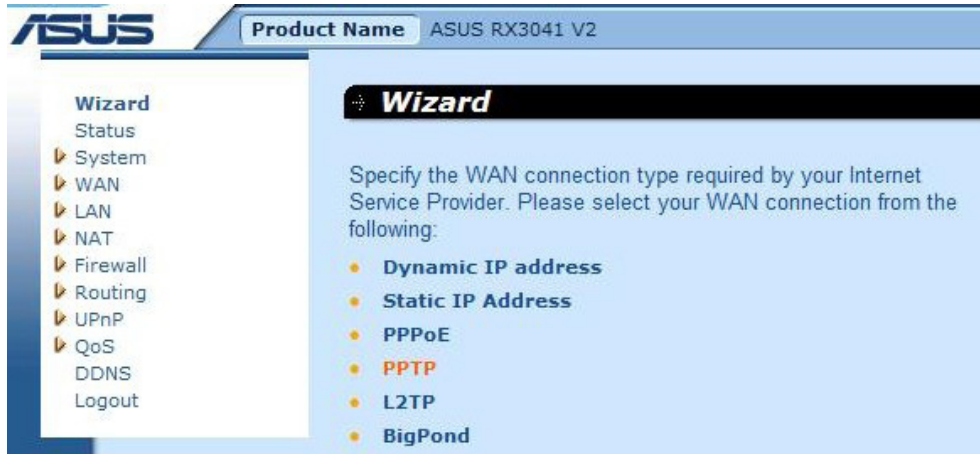 ASUS
Product Name ASUS RX3041 V2
Wizard
Status
System
WAN
LAN
NAT
Firewall
Routing
UPnP
QoS
DDNS
Logout
Wizard
Specify the WAN connection type required by your Internet
Service Provider. Please select your WAN connection from the
following:
Dynamic IP address
Static IP Address
PPPoE
PPTP
L2TP
BigPond